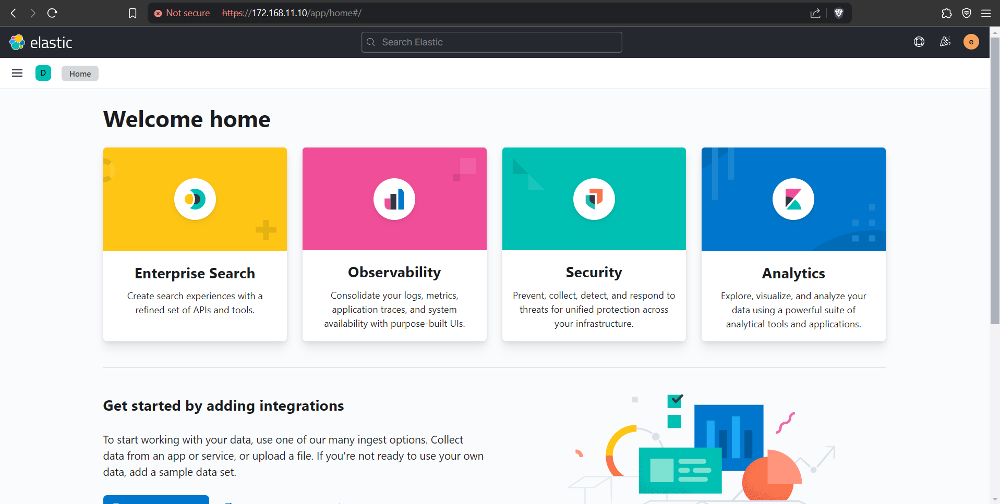 Not secure https://172.168.11.10/app/home#/
elastic
Search Elastic
e
D
Home
Welcome home
Enterprise Search
Create search experiences with a
refined set of APIs and tools.
Observability
Consolidate your logs, metrics,
application traces, and system
availability with purpose-built UIs.
Security
Prevent, collect, detect, and respond to
threats for unified protection across
your infrastructure.
Analytics
Explore, visualize, and analyze your
data using a powerful suite of
analytical tools and applications.
Get started by adding integrations
To start working with your data, use one of our many ingest options. Collect
data from an app or service, or upload a file. If you're not ready to use your own
data, add a sample data set.